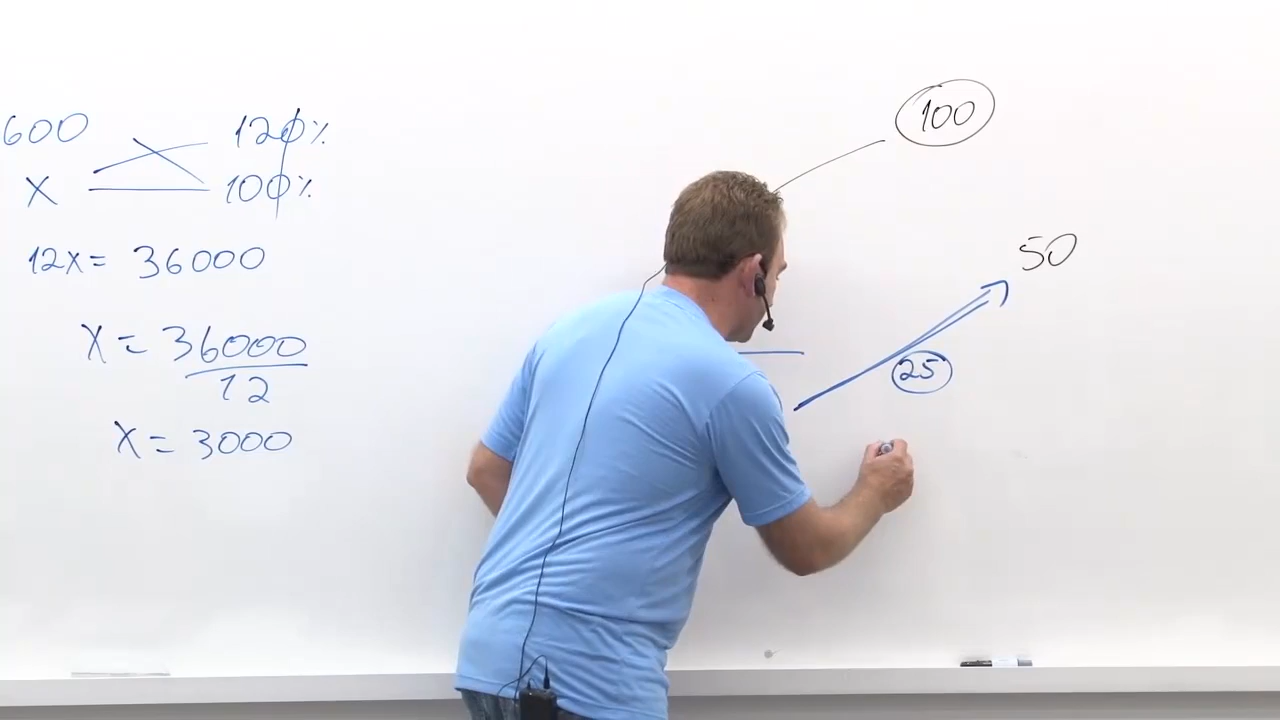 600 120%
X 100%
12X = 36000
X = 36000
12
X = 3000
100
50
25